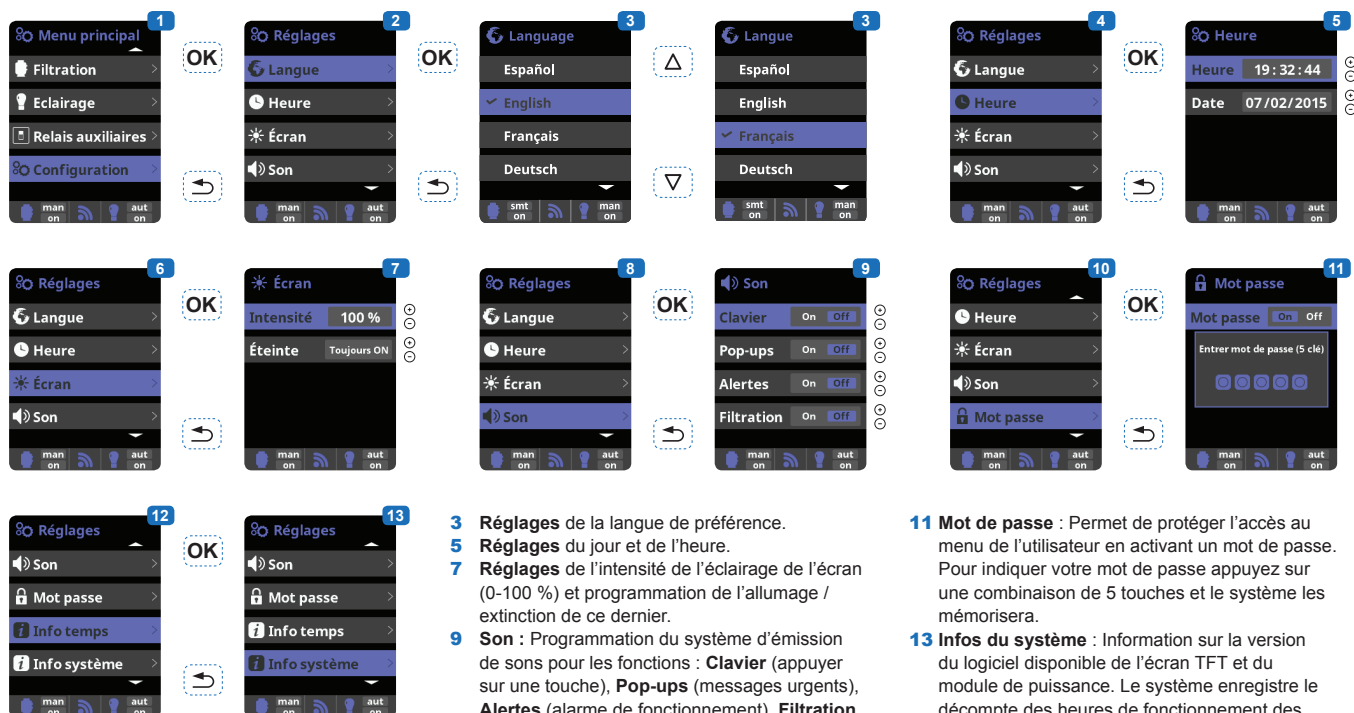 1
Menu principal
Filtration
Eclairage
Relais auxiliaires
Configuration
man on
aut on
OK
2
Réglages
Langue
Heure
Écran
Son
man on
aut on
OK
3
Language
Español
English
Français
Deutsch
smt on
man on
3
Langue
Español
English
Français
Deutsch
smt on
man on
4
Réglages
Langue
Heure
Écran
Son
man on
aut on
OK
5
Heure
Heure 19:32:44
Date 07/02/2015
man on
aut on
6
Réglages
Langue
Heure
Écran
Son
man on
aut on
OK
7
Écran
Intensité 100 %
Éteinte Toujours ON
man on
aut on
8
Réglages
Langue
Heure
Écran
Son
man on
aut on
OK
9
Son
Clavier On Off
Pop-ups On Off
Alertes On Off
Filtration On Off
man on
aut on
10
Réglages
Heure
Écran
Son
Mot passe
man on
aut on
OK
11
Mot passe
Mot passe On Off
Entrer mot de passe (5 clé)
man on
aut on
12
Réglages
Son
Mot passe
Info temps
Info système
man on
aut on
OK
13
Réglages
Son
Mot passe
Info temps
Info système
man on
aut on
3 Réglages de la langue de préférence.
5 Réglages du jour et de l’heure.
7 Réglages de l’intensité de l’éclairage de l’écran
(0-100 %) et programmation de l’allumage /
extinction de ce dernier.
9 Son : Programmation du système d’émission
de sons pour les fonctions : Clavier (appuyer
sur une touche), Pop-ups (messages urgents),
Alertes (alarme de fonctionnement), Filtration
11 Mot de passe : Permet de protéger l’accès au
menu de l’utilisateur en activant un mot de passe.
Pour indiquer votre mot de passe appuyez sur
une combinaison de 5 touches et le système les
mémorisera.
13 Infos du système : Information sur la version
du logiciel disponible de l’écran TFT et du
module de puissance. Le système enregistre le
décompte des heures de fonctionnement des